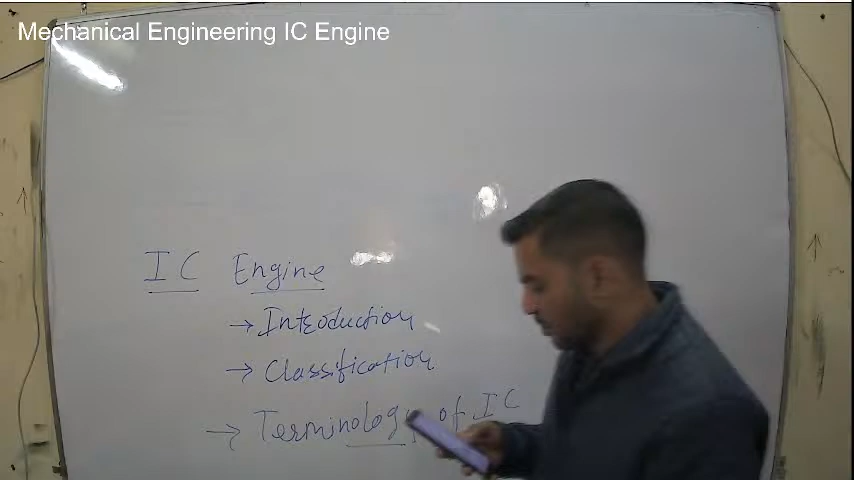 Mechanical Engineering IC Engine
IC Engine
→ Introduction
→ Classification
→ Terminology of IC